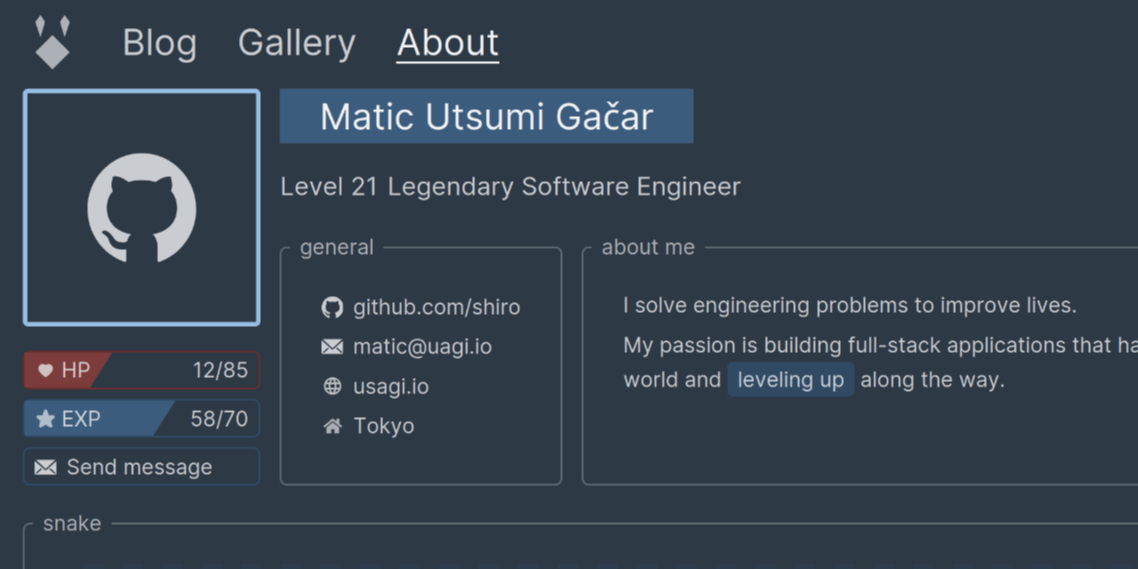 Blog Gallery About
Matic Utsumi Gačar
Level 21 Legendary Software Engineer
HP 12/85
EXP 58/70
Send message
general
github.com/shiro
matic@uagi.io
usagi.io
Tokyo
about me
I solve engineering problems to improve lives.
My passion is building full-stack applications that
world and leveling up along the way.
snake